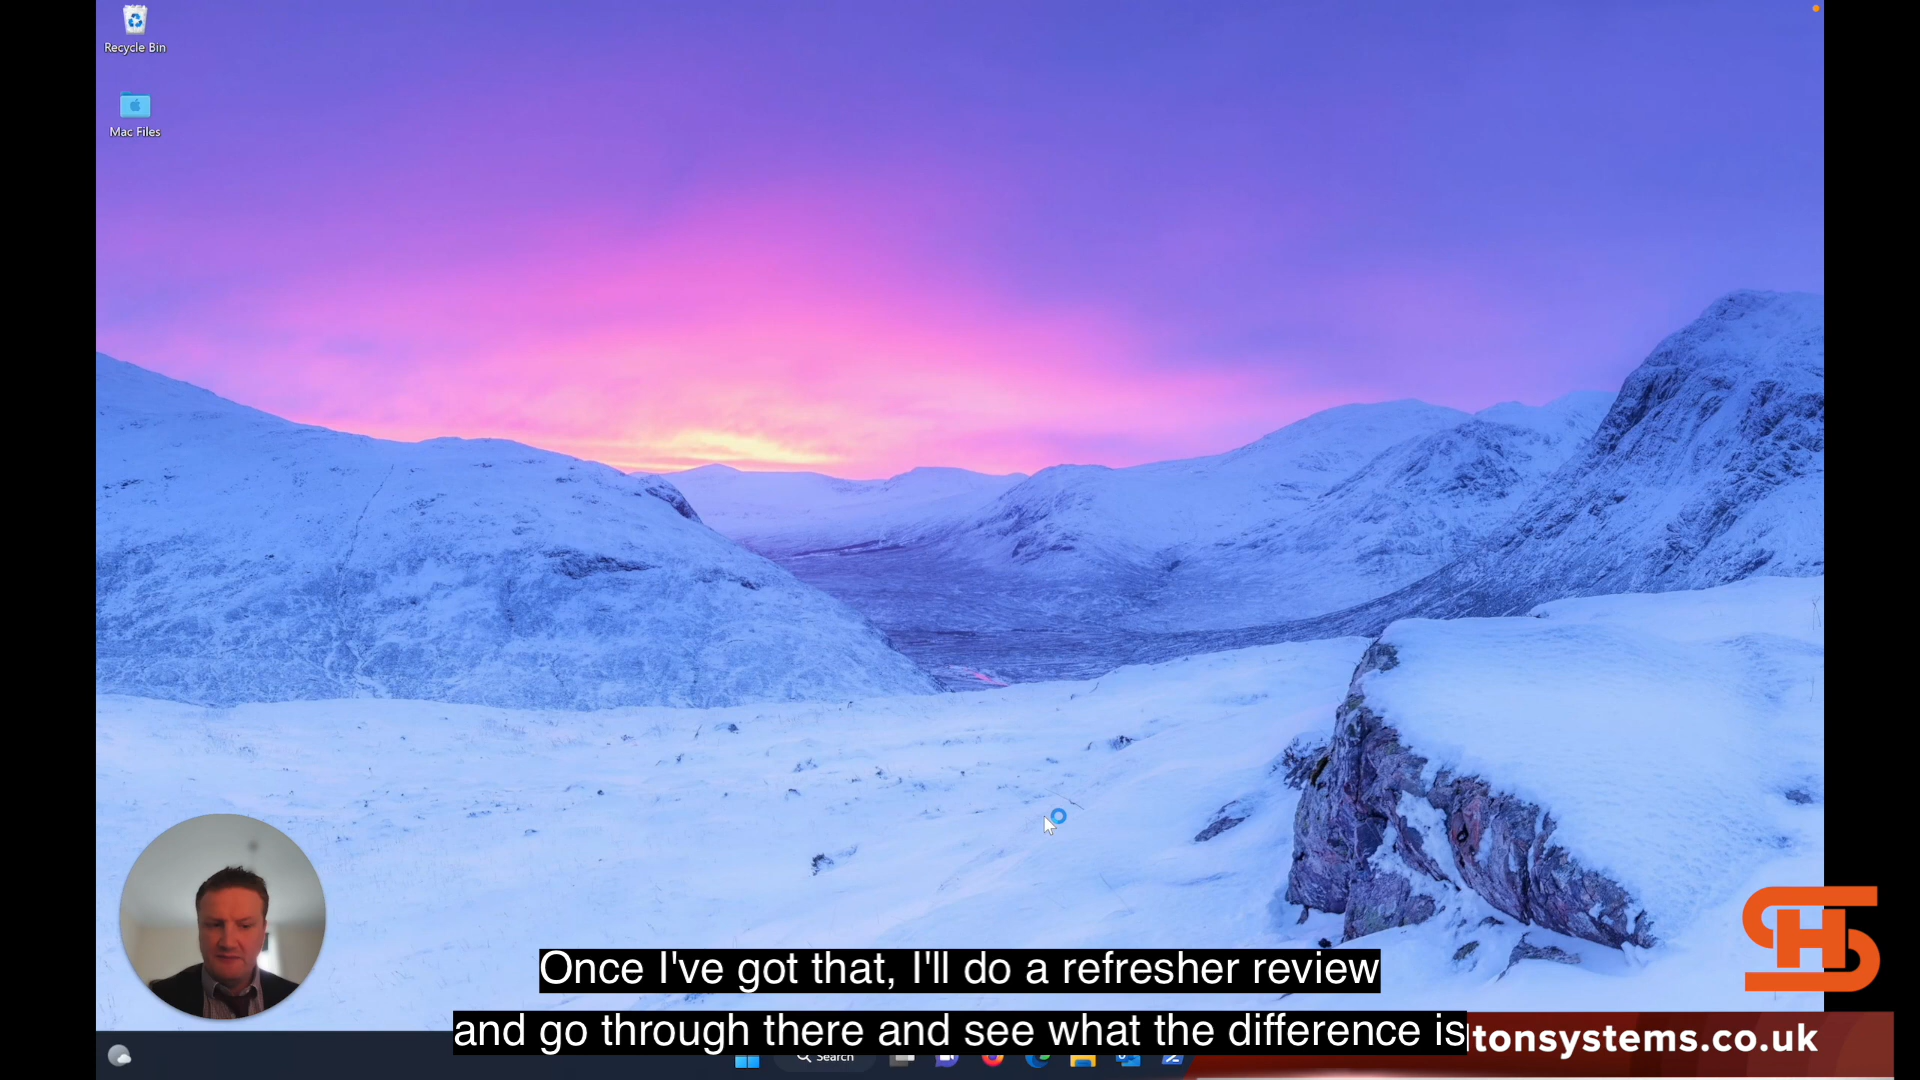 Recycle Bin
Mac Files
Once I've got that, I'll do a refresher review
and go through there and see what the difference is
tonsystems.co.uk
Search